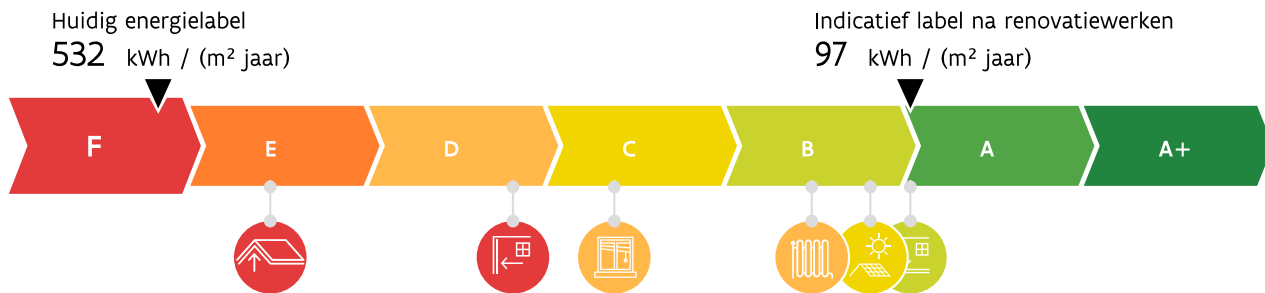 Huidig energielabel
532 kWh / (m² jaar)
Indicatief label na renovatiewerken
97 kWh / (m² jaar)
F E D C B A A+